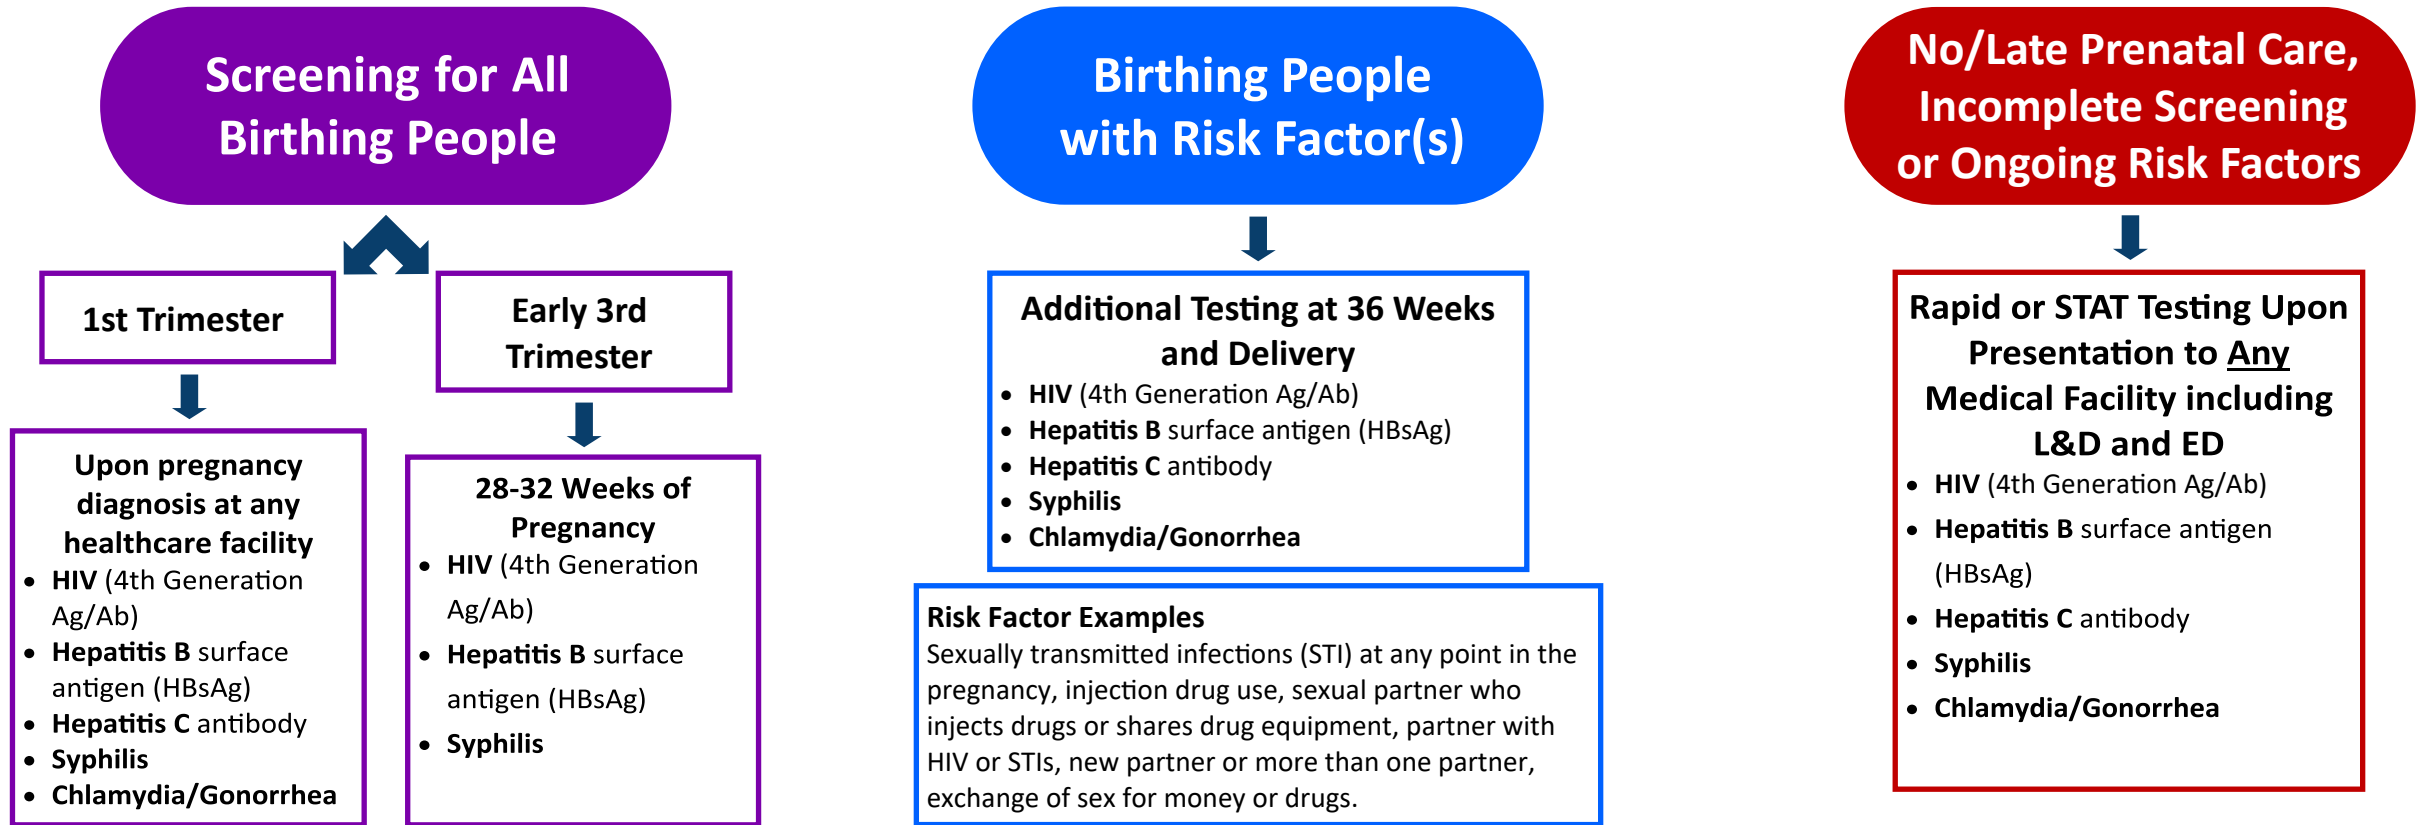 Screening for All
Birthing People
1st Trimester
Upon pregnancy
diagnosis at any
healthcare facility
• HIV (4th Generation
Ag/Ab)
• Hepatitis B surface
antigen (HBsAg)
• Hepatitis C antibody
• Syphilis
• Chlamydia/Gonorrhea
Early 3rd
Trimester
28-32 Weeks of
Pregnancy
• HIV (4th Generation
Ag/Ab)
• Hepatitis B surface
antigen (HBsAg)
• Syphilis
Birthing People
with Risk Factor(s)
Additional Testing at 36 Weeks
and Delivery
• HIV (4th Generation Ag/Ab)
• Hepatitis B surface antigen (HBsAg)
• Hepatitis C antibody
• Syphilis
• Chlamydia/Gonorrhea
Risk Factor Examples
Sexually transmitted infections (STI) at any point in the
pregnancy, injection drug use, sexual partner who
injects drugs or shares drug equipment, partner with
HIV or STIs, new partner or more than one partner,
exchange of sex for money or drugs.
No/Late Prenatal Care,
Incomplete Screening
or Ongoing Risk Factors
Rapid or STAT Testing Upon
Presentation to Any
Medical Facility including
L&D and ED
• HIV (4th Generation Ag/Ab)
• Hepatitis B surface antigen
(HBsAg)
• Hepatitis C antibody
• Syphilis
• Chlamydia/Gonorrhea